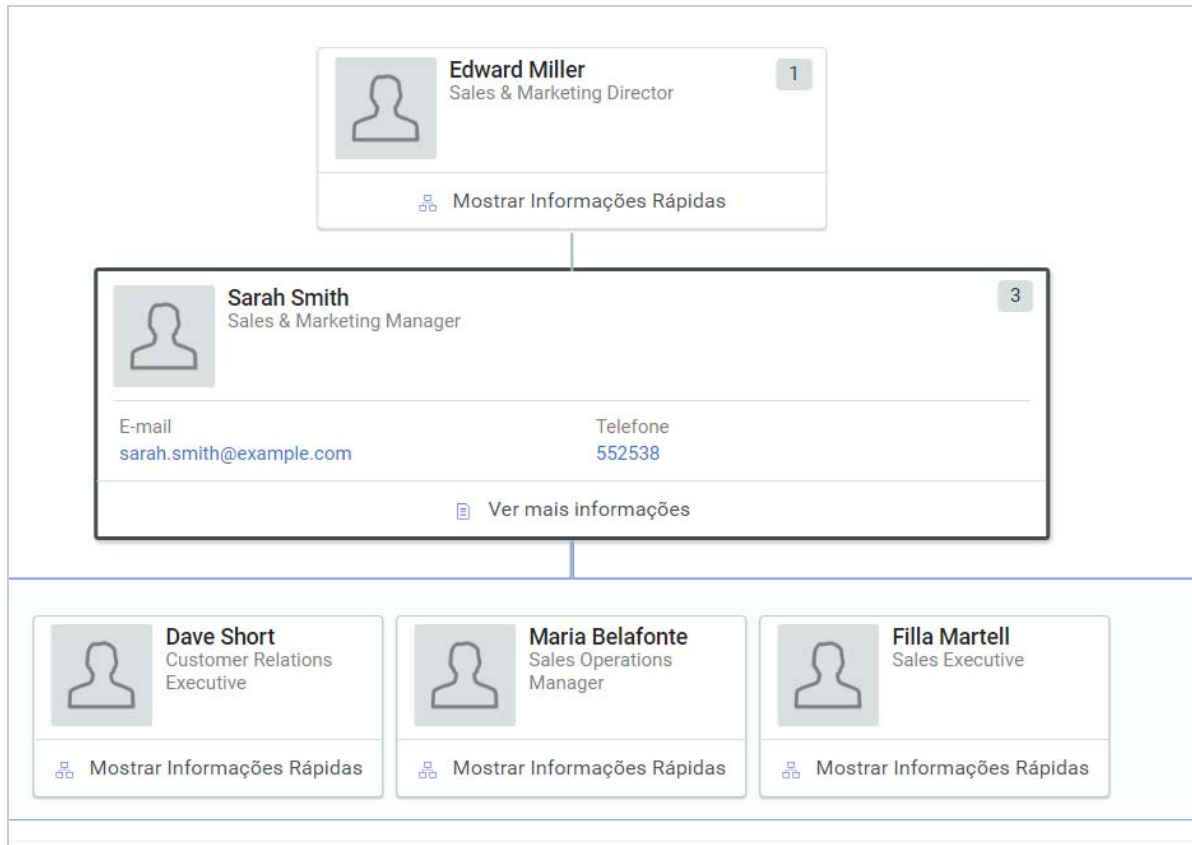 Edward Miller
1
Sales & Marketing Director
Mostrar Informações Rápidas
Sarah Smith
3
Sales & Marketing Manager
E-mail
Telefone
sarah.smith@example.com
552538
Ver mais informações
Dave Short
Customer Relations
Executive
Mostrar Informações Rápidas
Maria Belafonte
Sales Operations
Manager
Mostrar Informações Rápidas
Filla Martell
Sales Executive
Mostrar Informações Rápidas